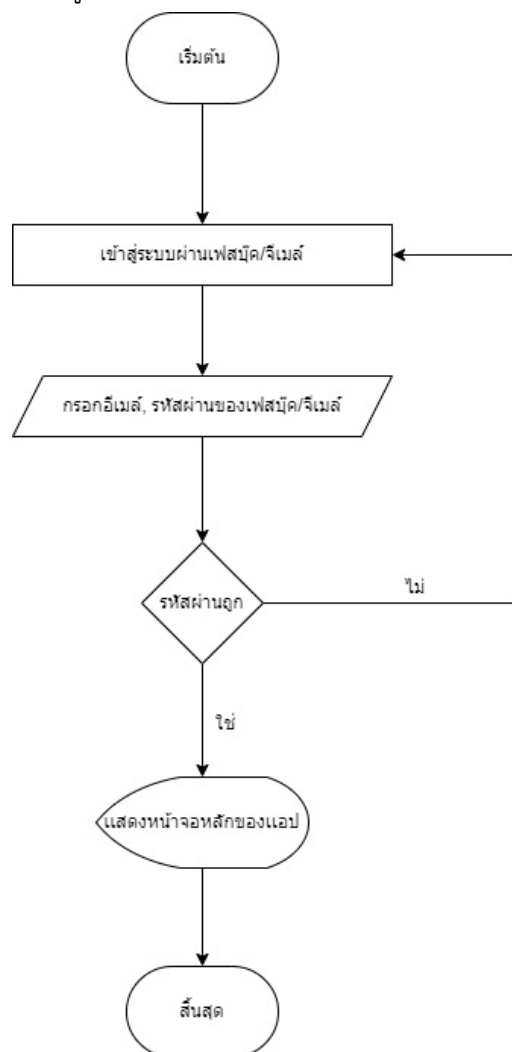 เริ่มต้น
เข้าสู่ระบบผ่านเฟสบุ๊ค/จีเมล์
กรอกอีเมล์, รหัสผ่านของเฟสบุ๊ค/จีเมล์
รหัสผ่านถูก
ไม่
ใช่
แสดงหน้าจอหลักของแอป
สิ้นสุด